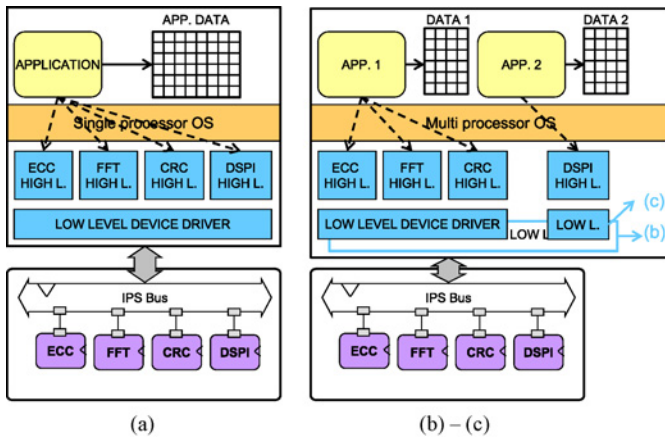 APP. DATA
APPLICATION
Single processor OS
ECC HIGH L.
FFT HIGH L.
CRC HIGH L.
DSPI HIGH L.
LOW LEVEL DEVICE DRIVER
IPS Bus
ECC FFT CRC DSPI
(a)
DATA 1 DATA 2
APP. 1 APP. 2
Multi processor OS
ECC HIGH L.
FFT HIGH L.
CRC HIGH L.
DSPI HIGH L.
LOW LEVEL DEVICE DRIVER LOW L. (c)
LOW L (b)
IPS Bus
ECC FFT CRC DSPI
(b) – (c)